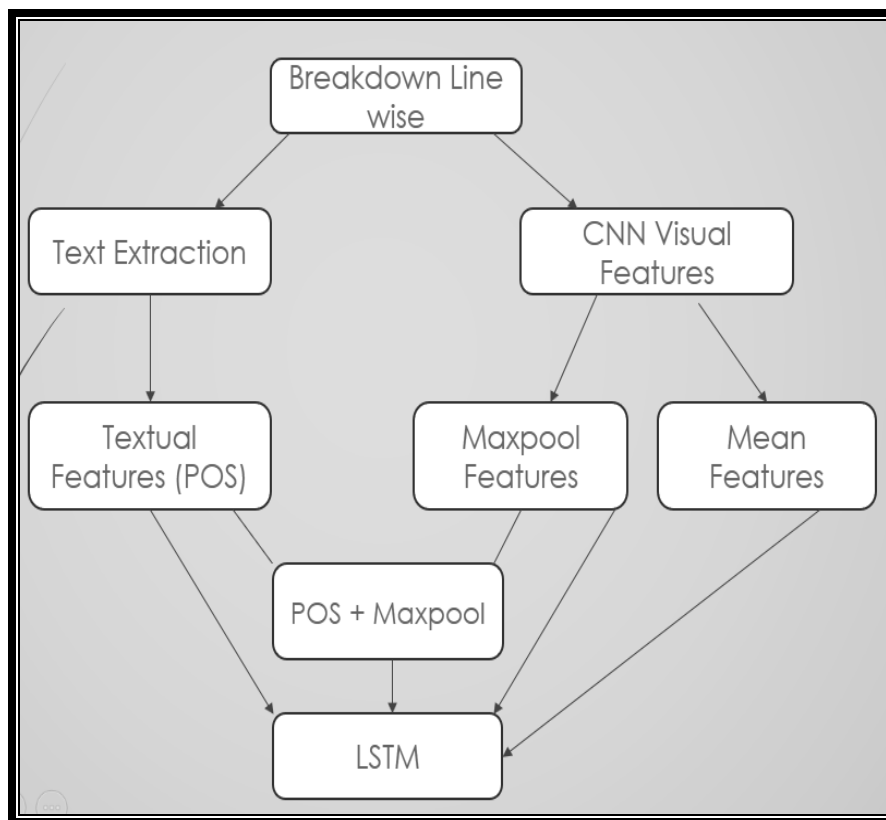 Breakdown Line
wise
Text Extraction
CNN Visual
Features
Textual
Features (POS)
Maxpool
Features
Mean
Features
POS + Maxpool
LSTM